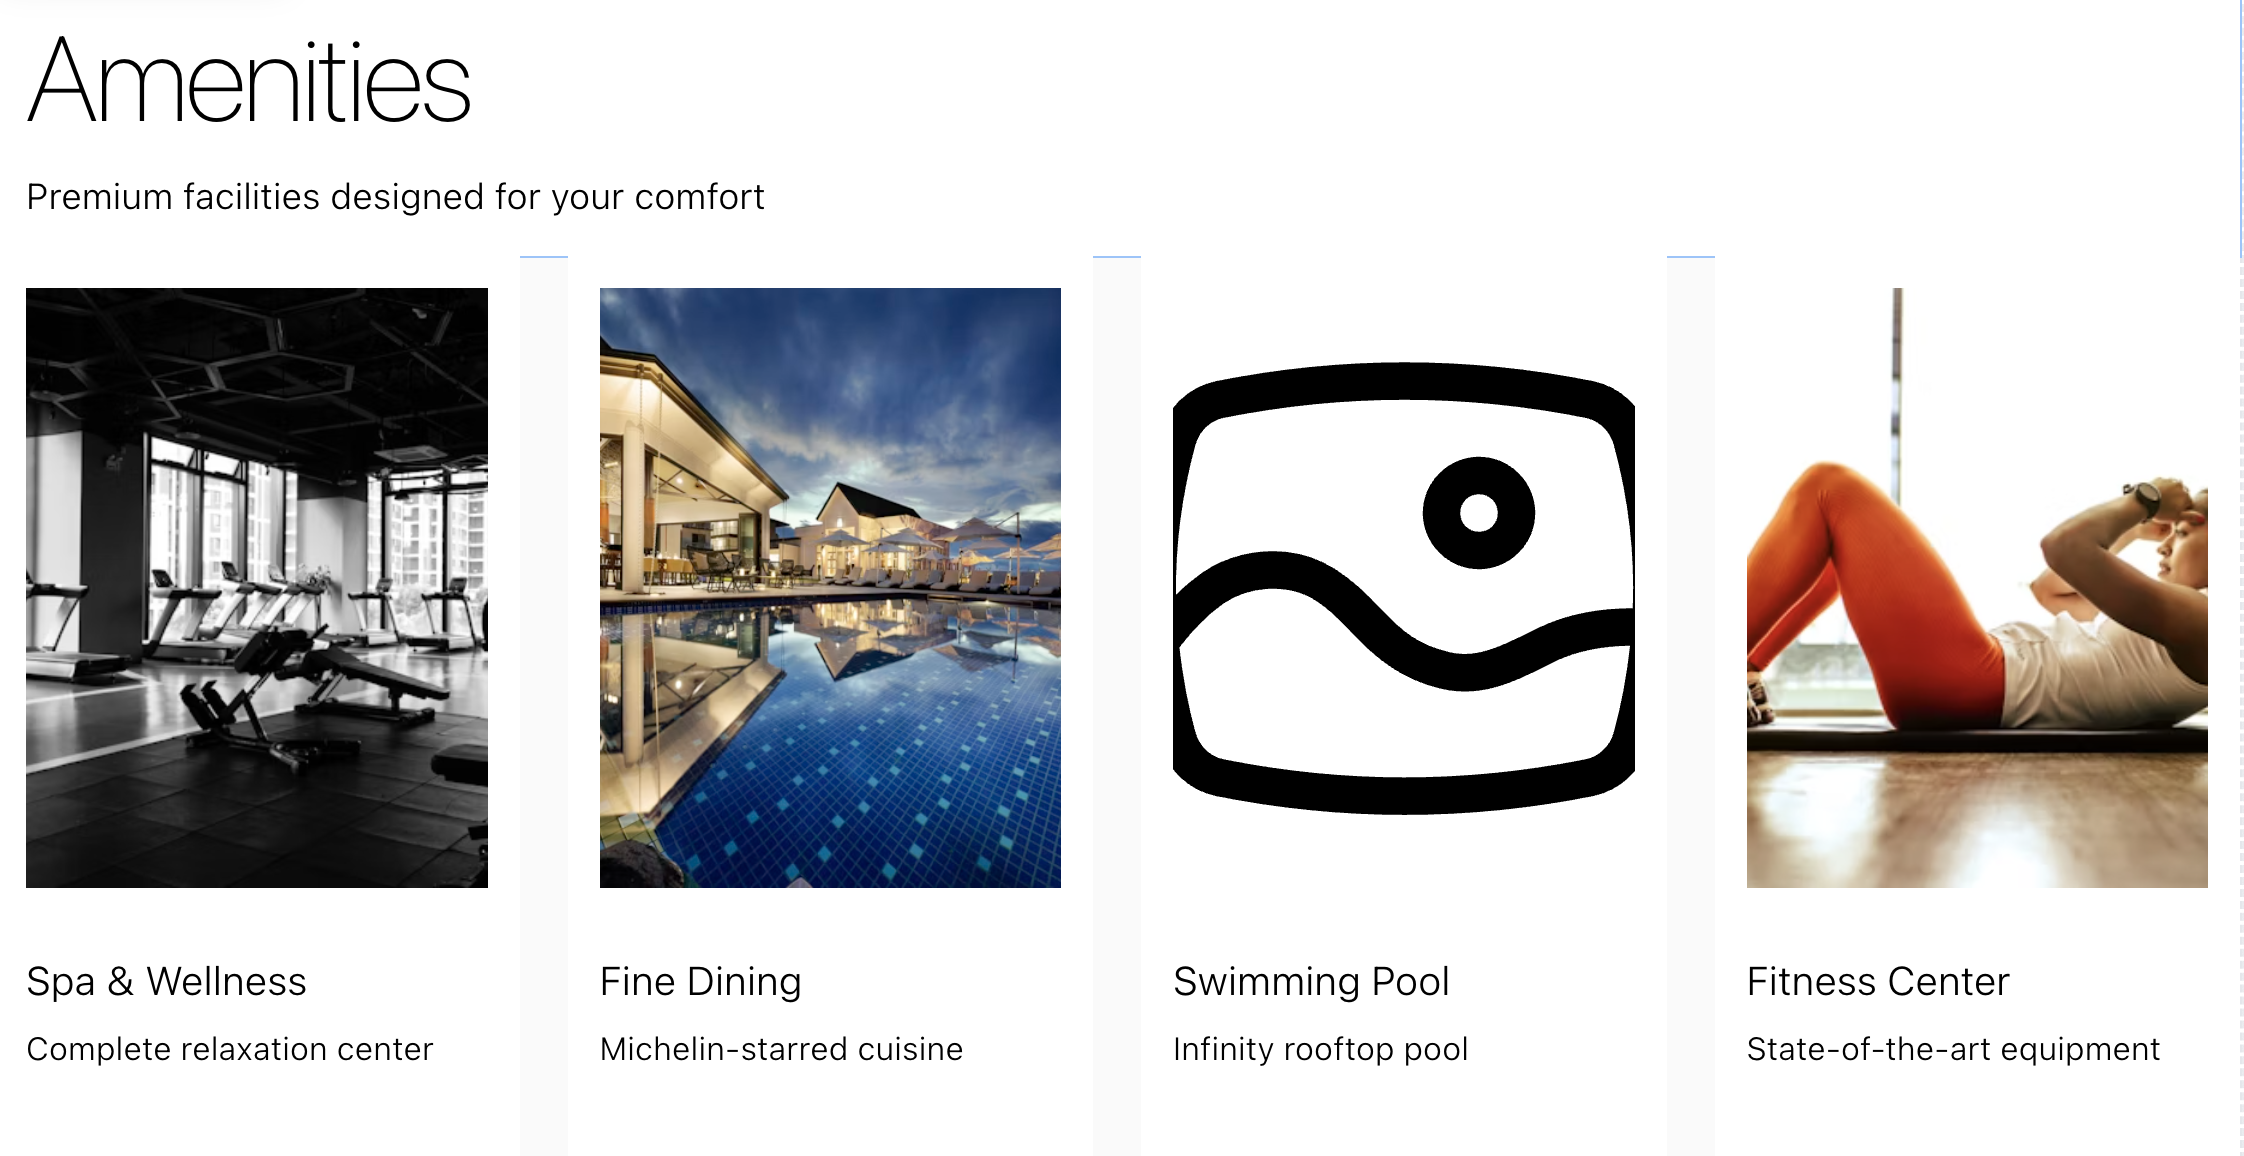 Amenities
Premium facilities designed for your comfort
Spa & Wellness
Complete relaxation center
Fine Dining
Michelin-starred cuisine
Swimming Pool
Infinity rooftop pool
Fitness Center
State-of-the-art equipment